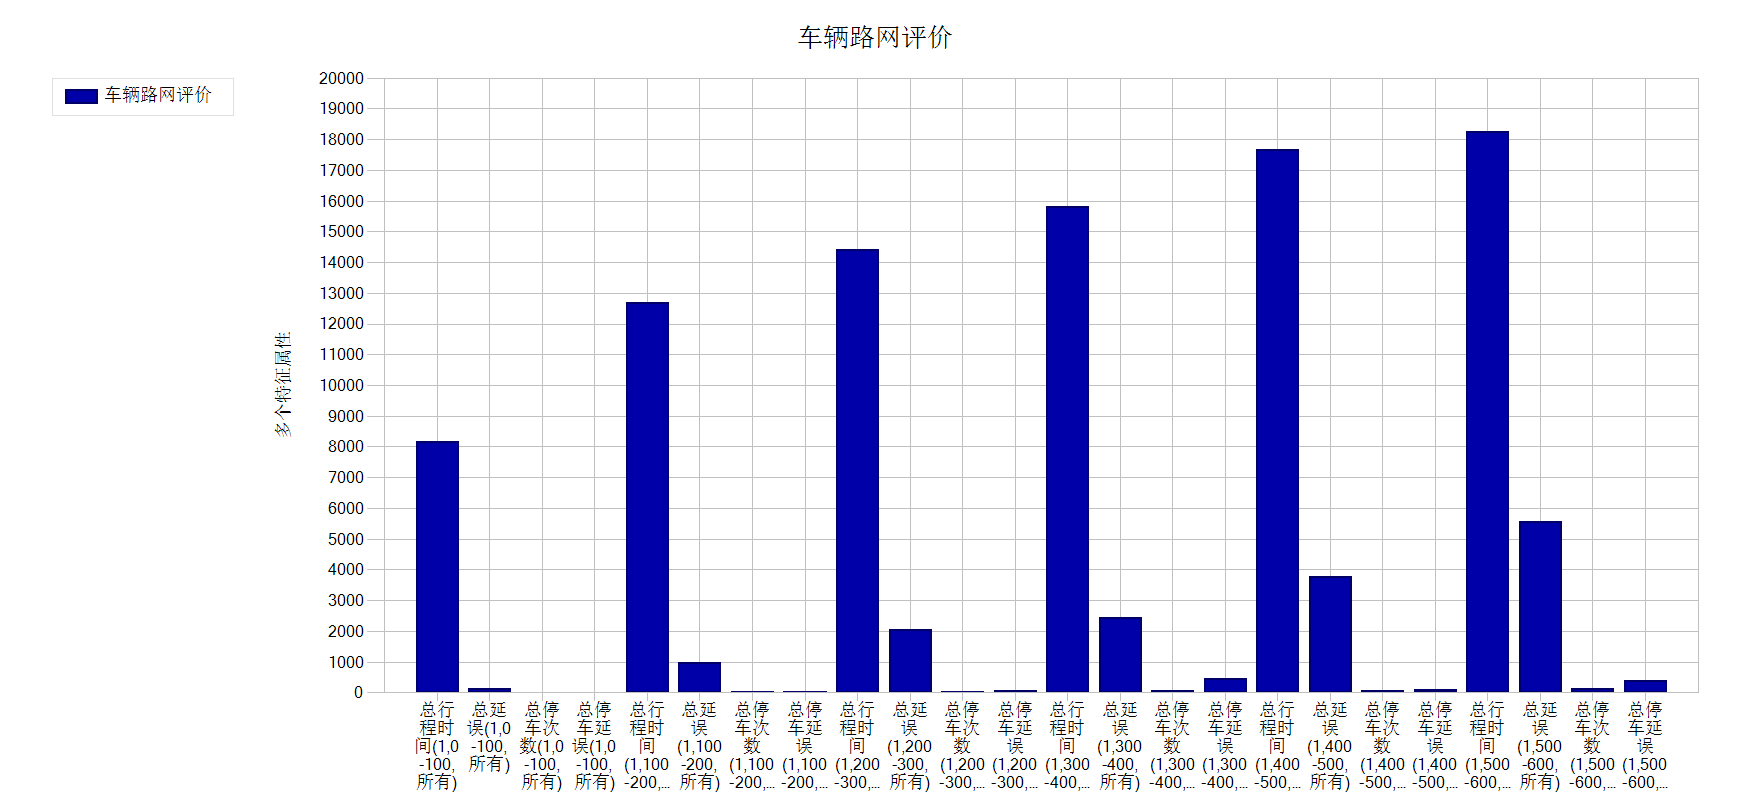 车辆路网评价
车辆路网评价
多个特征属性
20000
19000
18000
17000
16000
15000
14000
13000
12000
11000
10000
9000
8000
7000
6000
5000
4000
3000
2000
1000
0
总行
程时
间(1,0
-100,
所有)
总延
误(1,0
-100,
所有)
总停
车次
数(1,0
-100,
所有)
总停
车延
误(1,0
-100,
所有)
总行
程时
间
(1,100
-200,...
总延
误
(1,100
-200,
所有)
总停
车次
数
(1,100
-200,...
总停
车延
误
(1,100
-200,...
总行
程时
间
(1,200
-300,...
总延
误
(1,200
-300,
所有)
总停
车次
数
(1,200
-300,...
总停
车延
误
(1,200
-300,...
总行
程时
间
(1,300
-400,...
总延
误
(1,300
-400,
所有)
总停
车次
数
(1,300
-400,...
总停
车延
误
(1,300
-400,...
总行
程时
间
(1,400
-500,...
总延
误
(1,400
-500,
所有)
总停
车次
数
(1,400
-500,...
总停
车延
误
(1,400
-500,...
总行
程时
间
(1,500
-600,...
总延
误
(1,500
-600,
所有)
总停
车次
数
(1,500
-600,...
总停
车延
误
(1,500
-600,...